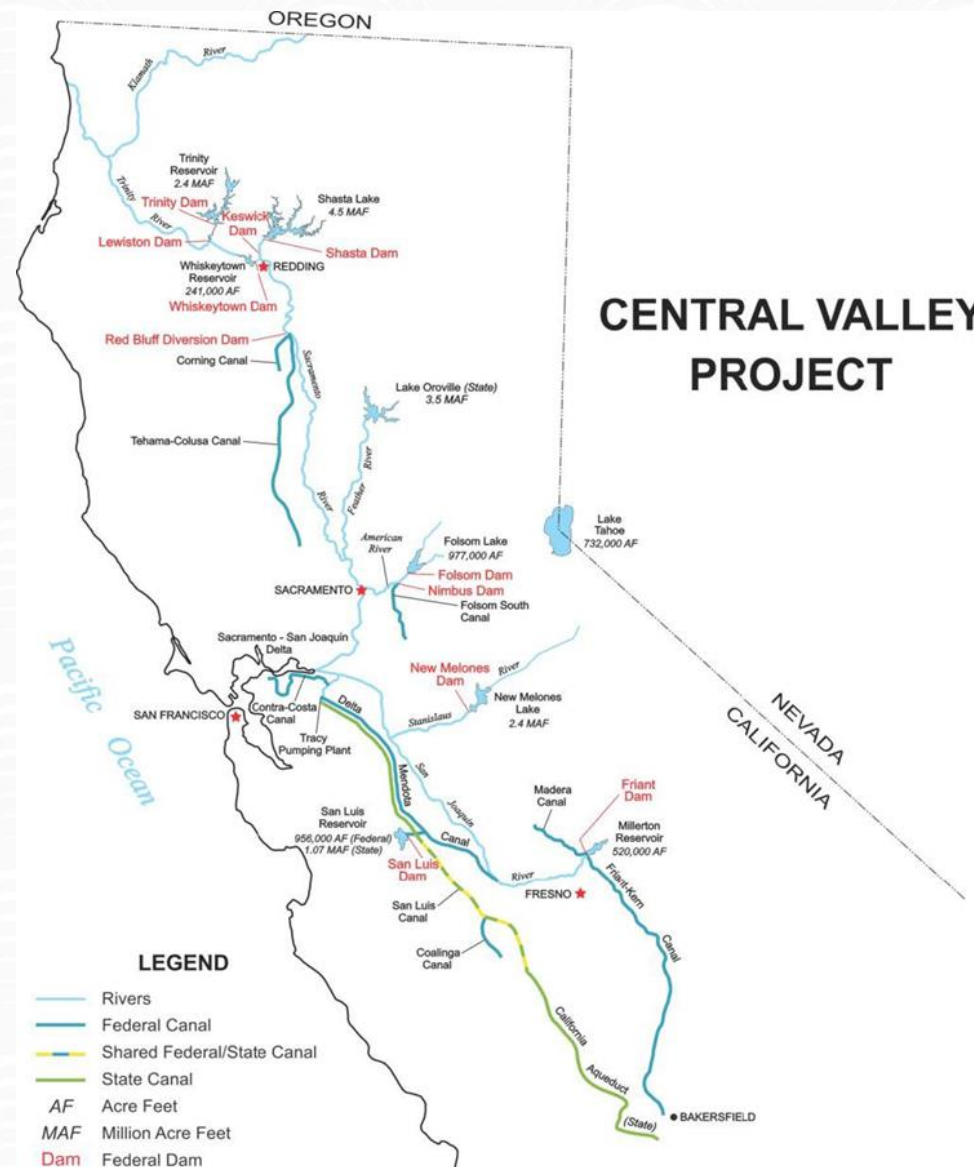 OREGON
Klamath River
Trinity
Reservoir
2.4 MAF
Trinity Dam
Keswick
Dam
Shasta Lake
4.5 MAF
Trinity River
Lewiston Dam
Shasta Dam
Whiskeytown
Reservoir
241,000 AF
REDDING
Whiskeytown Dam
CENTRAL VALLEY
PROJECT
Red Bluff Diversion Dam
Corning Canal
Sacramento River
Lake Oroville (State)
3.5 MAF
Tehama-Colusa Canal
Feather River
American
River
Folsom Lake
977,000 AF
Lake
Tahoe
732,000 AF
Folsom Dam
Nimbus Dam
SACRAMENTO
Folsom South
Canal
Sacramento - San Joaquin
Delta
Pacific
Ocean
New Melones
Dam
Stanislaus River
New Melones
Lake
2.4 MAF
NEVADA
CALIFORNIA
SAN FRANCISCO
Contra-Costa
Canal
Tracy
Pumping Plant
Delta Mendota Canal
San Joaquin River
Madera
Canal
Friant
Dam
San Luis
Reservoir
956,000 AF (Federal)
1.07 MAF (State)
Millerton
Reservoir
520,000 AF
San Luis
Dam
FRESNO
Friant-Kern Canal
San Luis
Canal
Coalinga
Canal
California Aqueduct
(State)
BAKERSFIELD
LEGEND
Rivers
Federal Canal
Shared Federal/State Canal
State Canal
AF Acre Feet
MAF Million Acre Feet
Dam Federal Dam